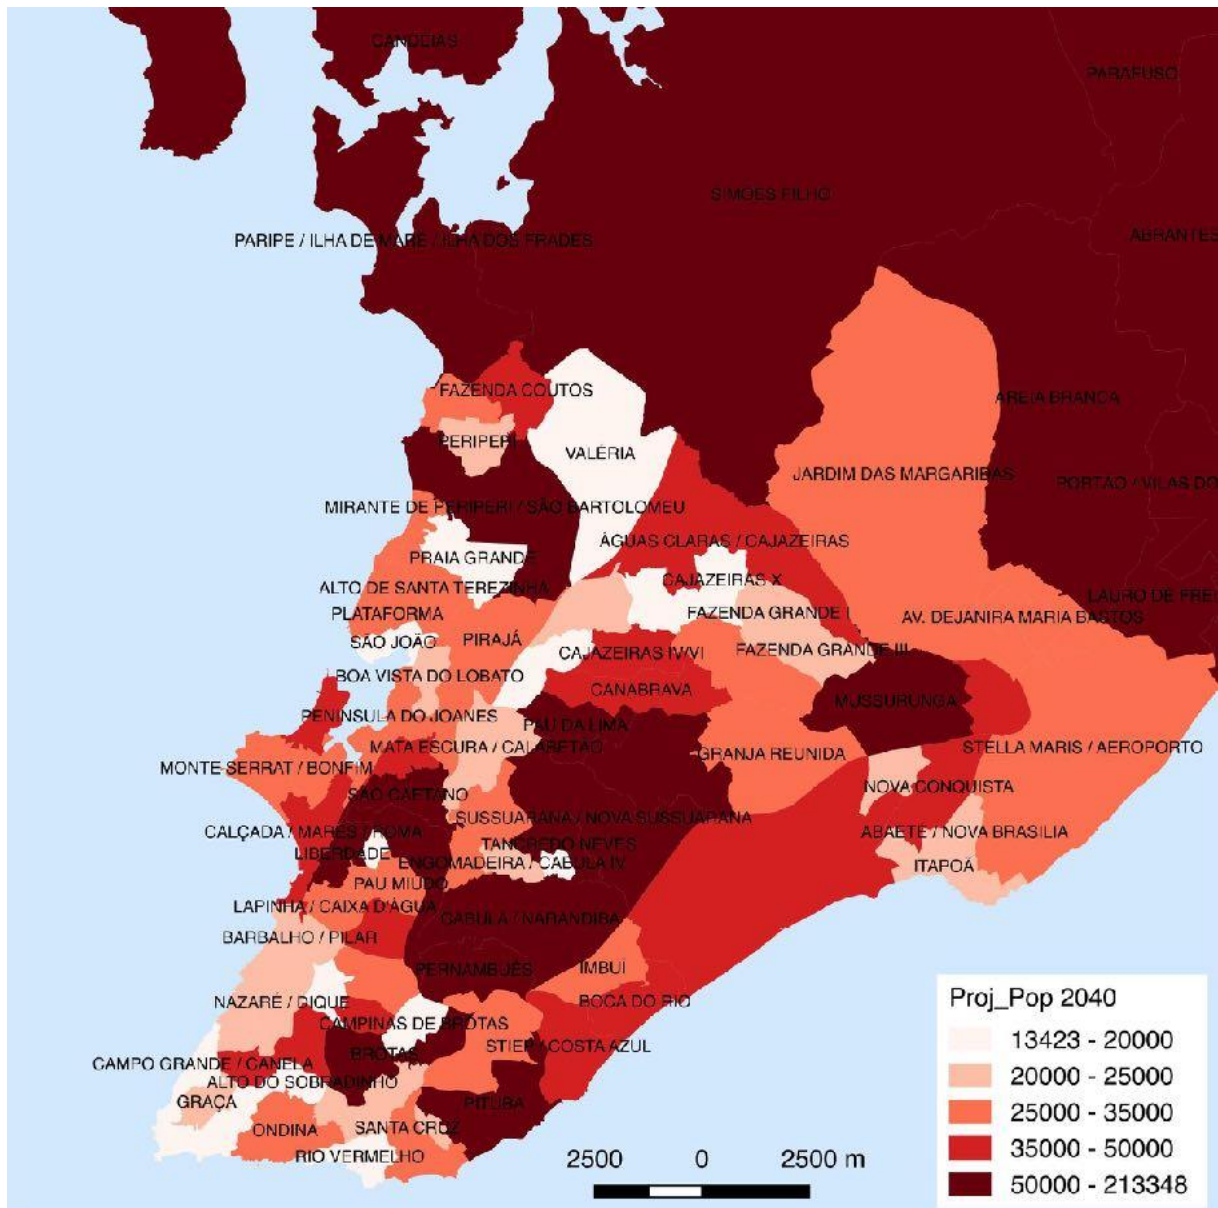 CANDEIAS
PARAFUSO
SIMÕES FILHO
ABRANTES
PARIPE / ILHA DE MARÉ / ILHA DOS FRADES
FAZENDA COUTOS
AREIA BRANCA
PERIPERI
VALÉRIA
JARDIM DAS MARGARIBAS
PORTÃO / VILAS DO
MIRANTE DE PERIPERI / SÃO BARTOLOMEU
ÁGUAS CLARAS / CAJAZEIRAS
PRAIA GRANDE
CAJAZEIRAS X
ALTO DE SANTA TEREZINHA
LAURO DE FREI
PLATAFORMA
FAZENDA GRANDE I
AV. DEJANIRA MARIA BASTOS
SÃO JOÃO
PIRAJÁ
CAJAZEIRAS IV/VI
FAZENDA GRANDE III
BOA VISTA DO LOBATO
CANABRAVA
MUSSURUNGA
PENÍNSULA DO JOANES
PAU DA LIMA
MATA ESCURA / CALABETÃO
GRANJA REUNIDA
STELLA MARIS / AEROPORTO
MONTE SERRAT / BONFIM
NOVA CONQUISTA
SÃO CAETANO
SUSSUARANA / NOVA SUSSUARANA
CALÇADA / MARES / ROMA
ABAETÉ / NOVA BRASILIA
TANCREDO NEVES
LIBERDADE
ENGOMADEIRA / CABULA IV
ITAPOÃ
PAU MIÚDO
LAPINHA / CAIXA D'ÁGUA
CABULA / NARANDIBA
BARBALHO / PILAR
PERNAMBUÉS
IMBUÍ
NAZARÉ / DIQUE
BOCA DO RIO
CAMPINAS DE BROTAS
STIEP / COSTA AZUL
BROTAS
CAMPO GRANDE / CANELA
ALTO DO SOBRADINHO
GRAÇA
PITUBA
ONDINA
SANTA CRUZ
RIO VERMELHO
2500 0 2500 m
Proj_Pop 2040
13423 - 20000
20000 - 25000
25000 - 35000
35000 - 50000
50000 - 213348